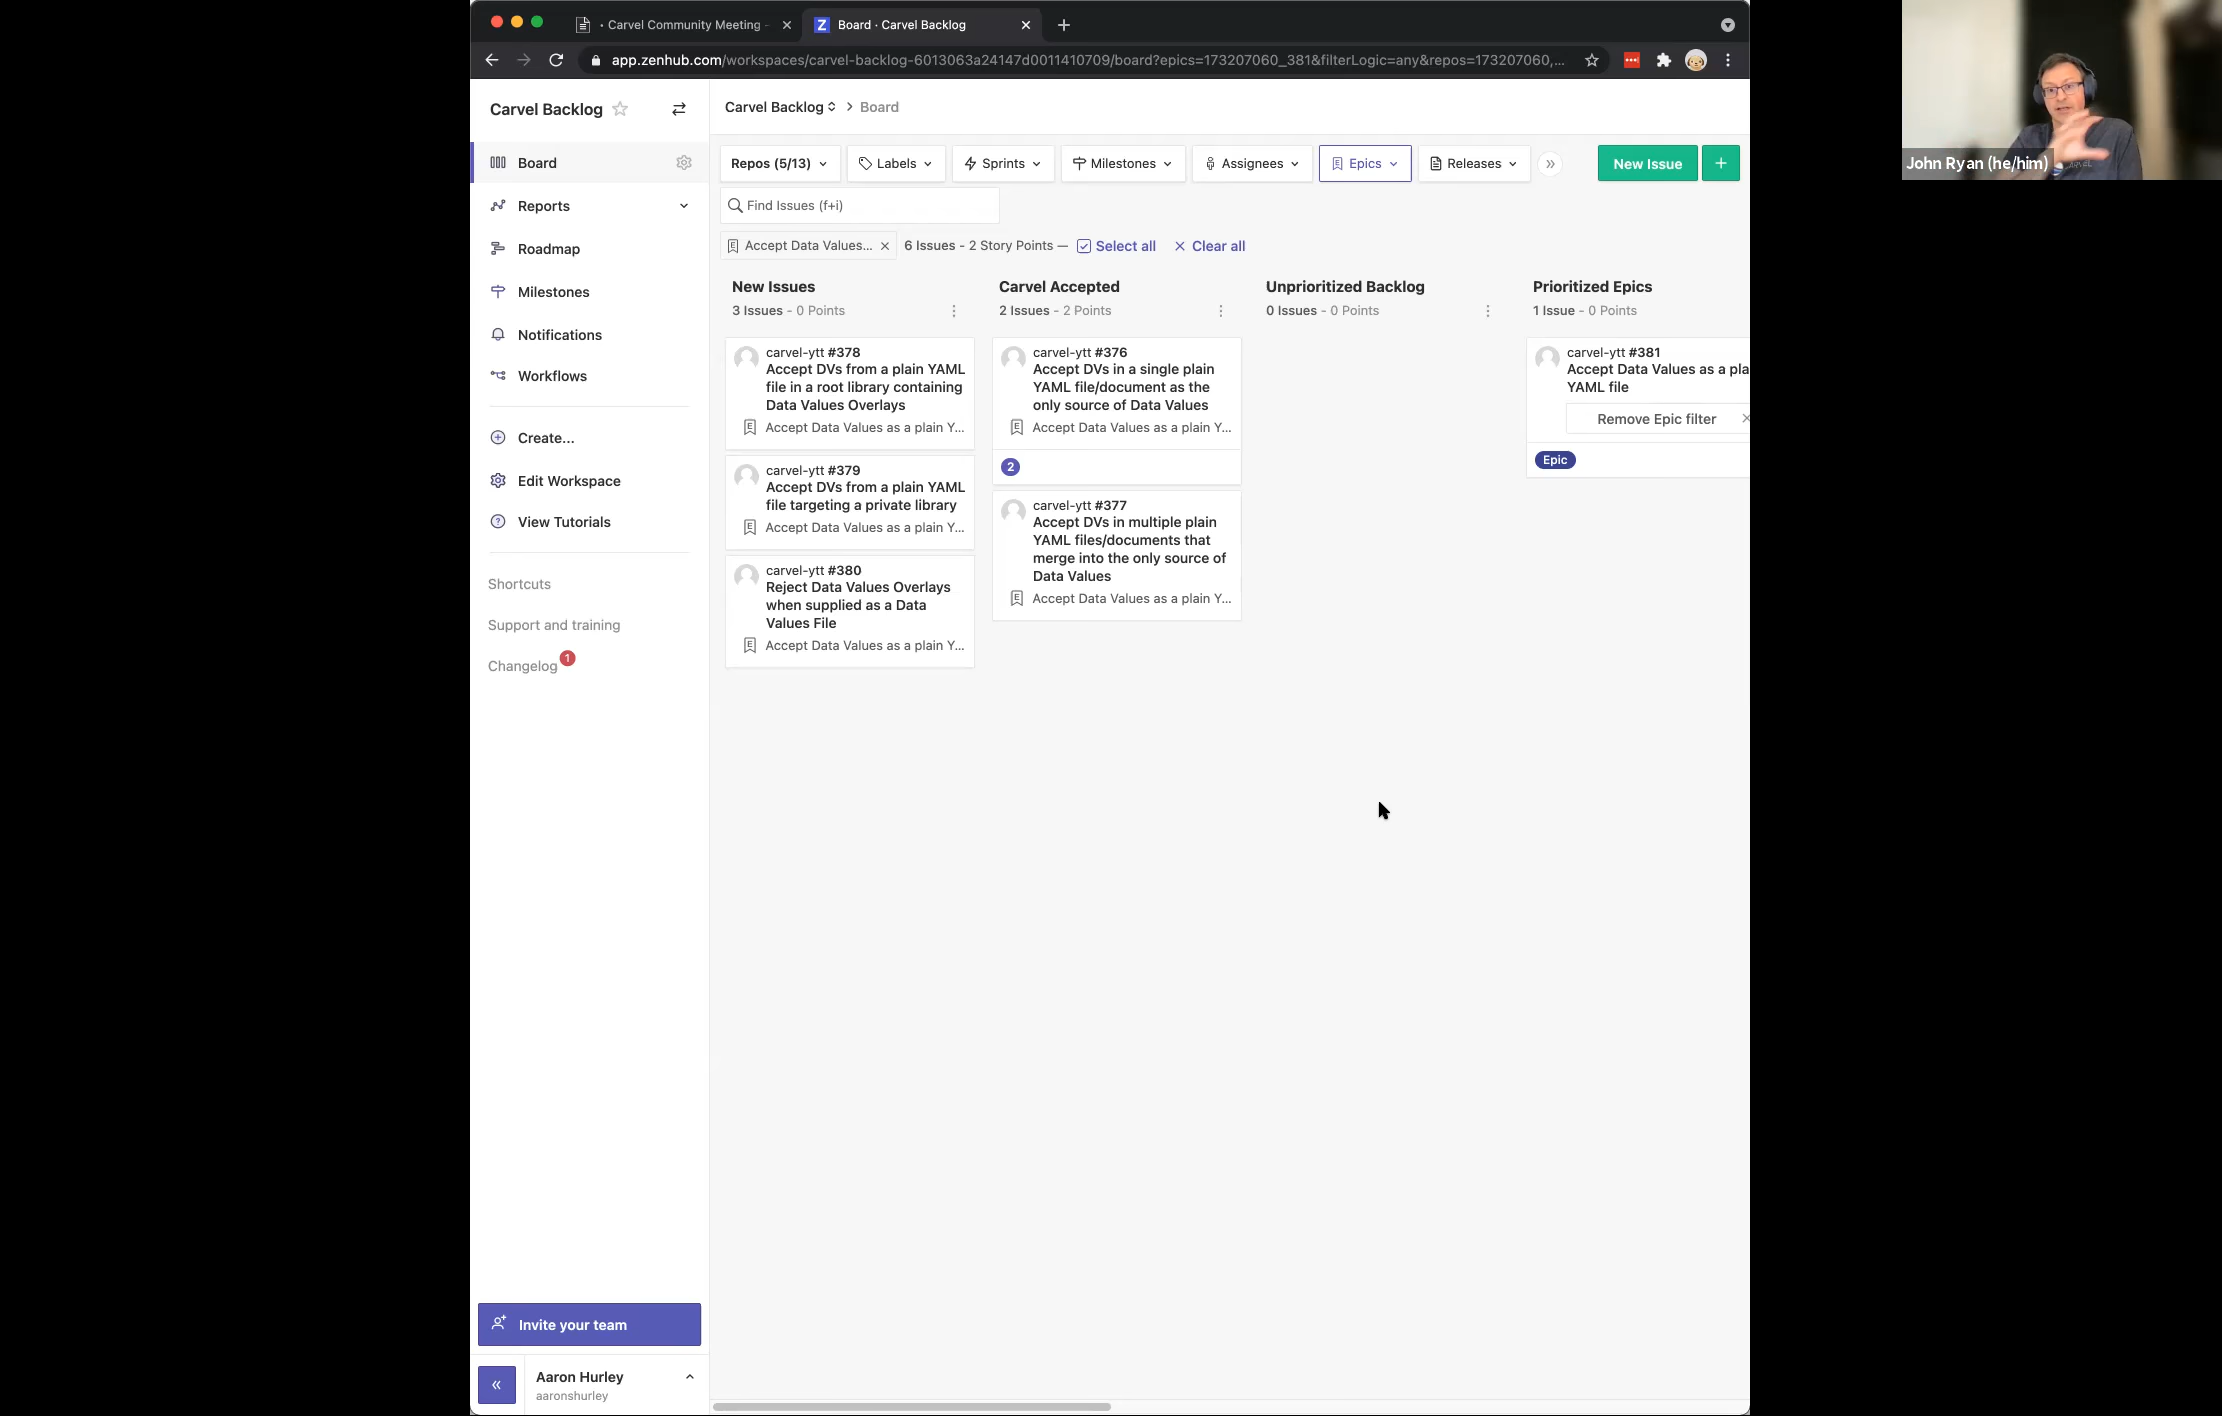 Carvel Community Meeting -
Board · Carvel Backlog
app.zenhub.com/workspaces/carvel-backlog-6013063a24147d0011410709/board?epics=173207060_381&filterLogic=any&repos=173207060,...
Carvel Backlog
Board
Reports
Roadmap
Milestones
Notifications
Workflows
Create...
Edit Workspace
View Tutorials
Shortcuts
Support and training
Changelog
1
Invite your team
Aaron Hurley
aaronshurley
Carvel Backlog > Board
Repos (5/13)
Labels
Sprints
Milestones
Assignees
Epics
Releases
New Issue
Find Issues (f+i)
Accept Data Values...
6 Issues - 2 Story Points —
Select all
Clear all
New Issues
3 Issues - 0 Points
carvel-ytt #378
Accept DVs from a plain YAML
file in a root library containing
Data Values Overlays
Accept Data Values as a plain Y...
carvel-ytt #379
Accept DVs from a plain YAML
file targeting a private library
Accept Data Values as a plain Y...
carvel-ytt #380
Reject Data Values Overlays
when supplied as a Data
Values File
Accept Data Values as a plain Y...
Carvel Accepted
2 Issues - 2 Points
carvel-ytt #376
Accept DVs in a single plain
YAML file/document as the
only source of Data Values
Accept Data Values as a plain Y...
2
carvel-ytt #377
Accept DVs in multiple plain
YAML files/documents that
merge into the only source of
Data Values
Accept Data Values as a plain Y...
Unprioritized Backlog
0 Issues - 0 Points
Prioritized Epics
1 Issue - 0 Points
carvel-ytt #381
Accept Data Values as a pla
YAML file
Remove Epic filter
Epic
John Ryan (he/him)